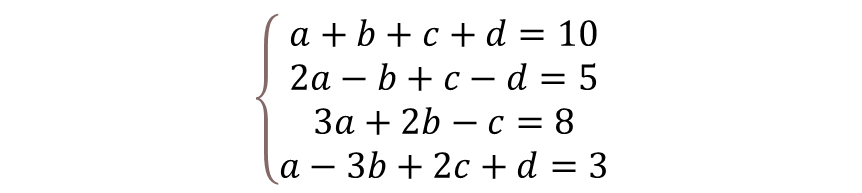 a + b + c + d = 10
2a − b + c − d = 5
3a + 2b − c = 8
a − 3b + 2c + d = 3